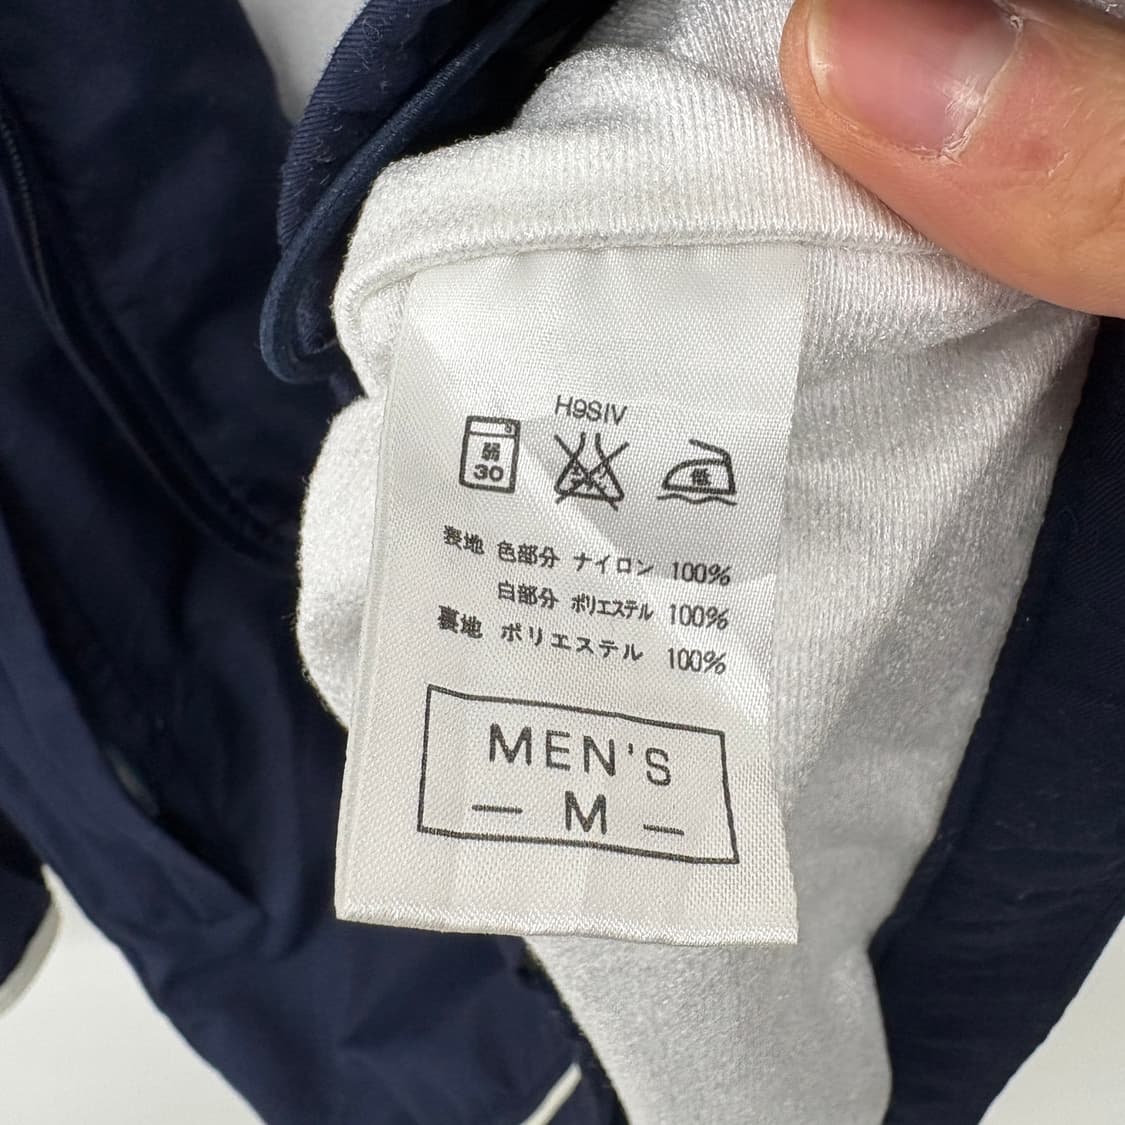 H9SIV
弱
30
低
表地 色部分 ナイロン 100%
白部分 ポリエステル 100%
裏地 ポリエステル 100%
MEN'S
— M —